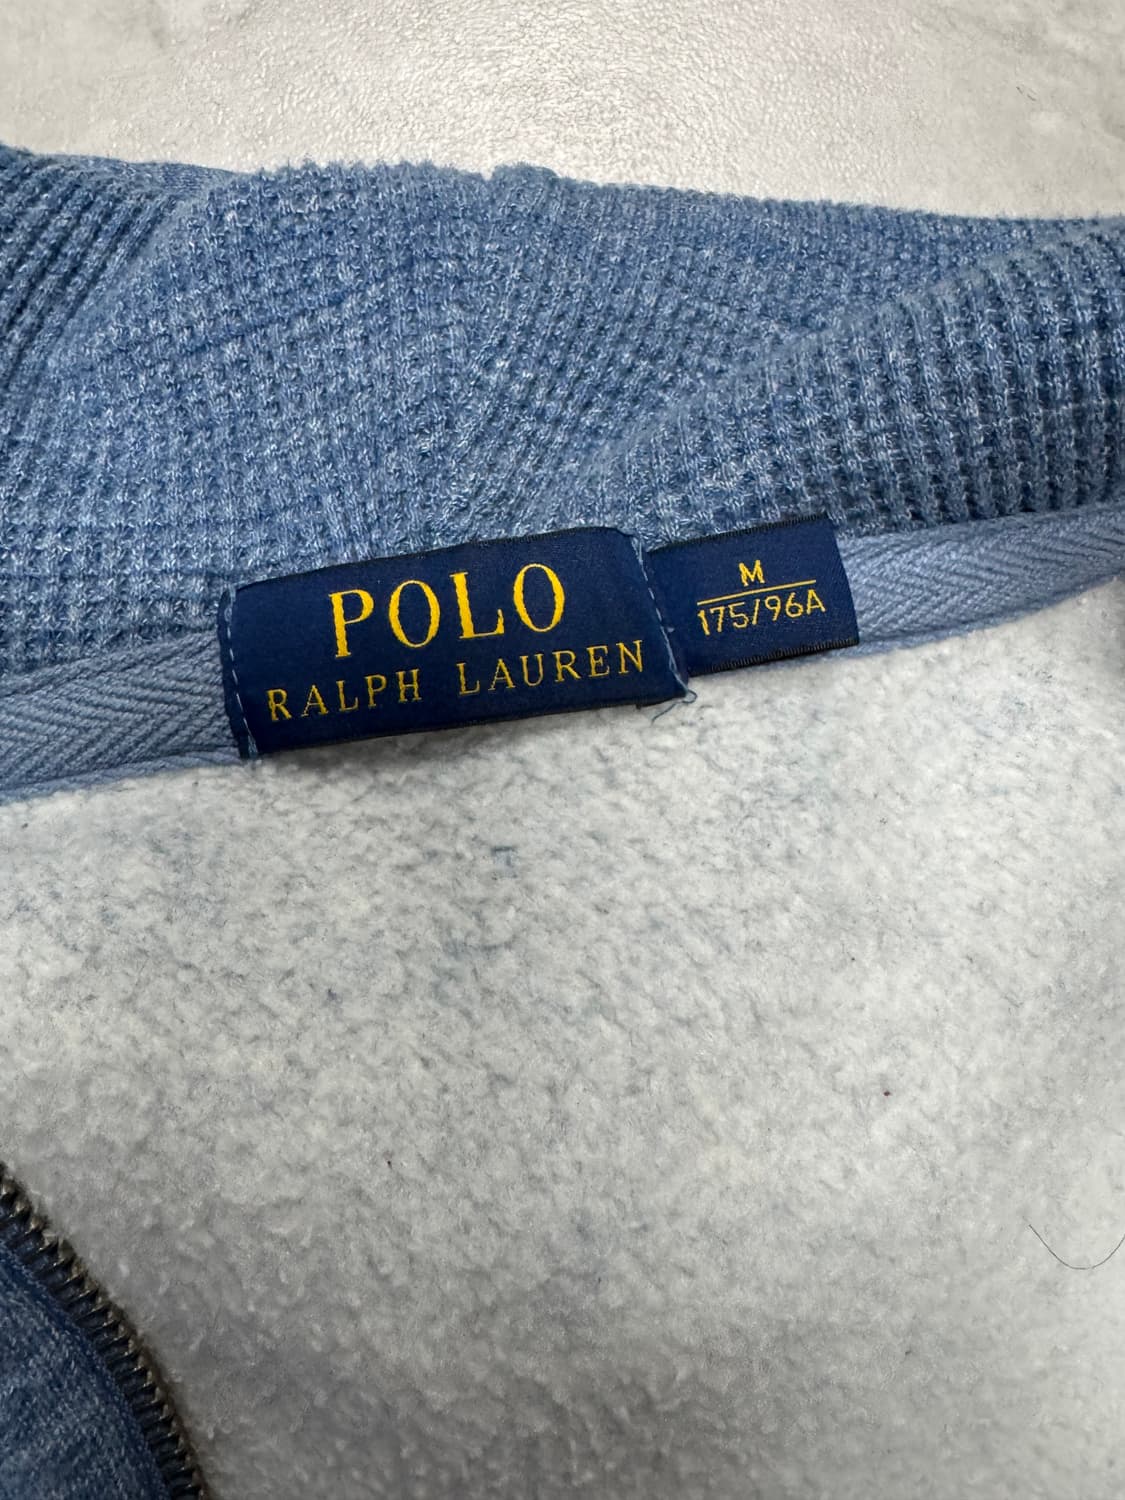 POLO
RALPH LAUREN
M
175/96A